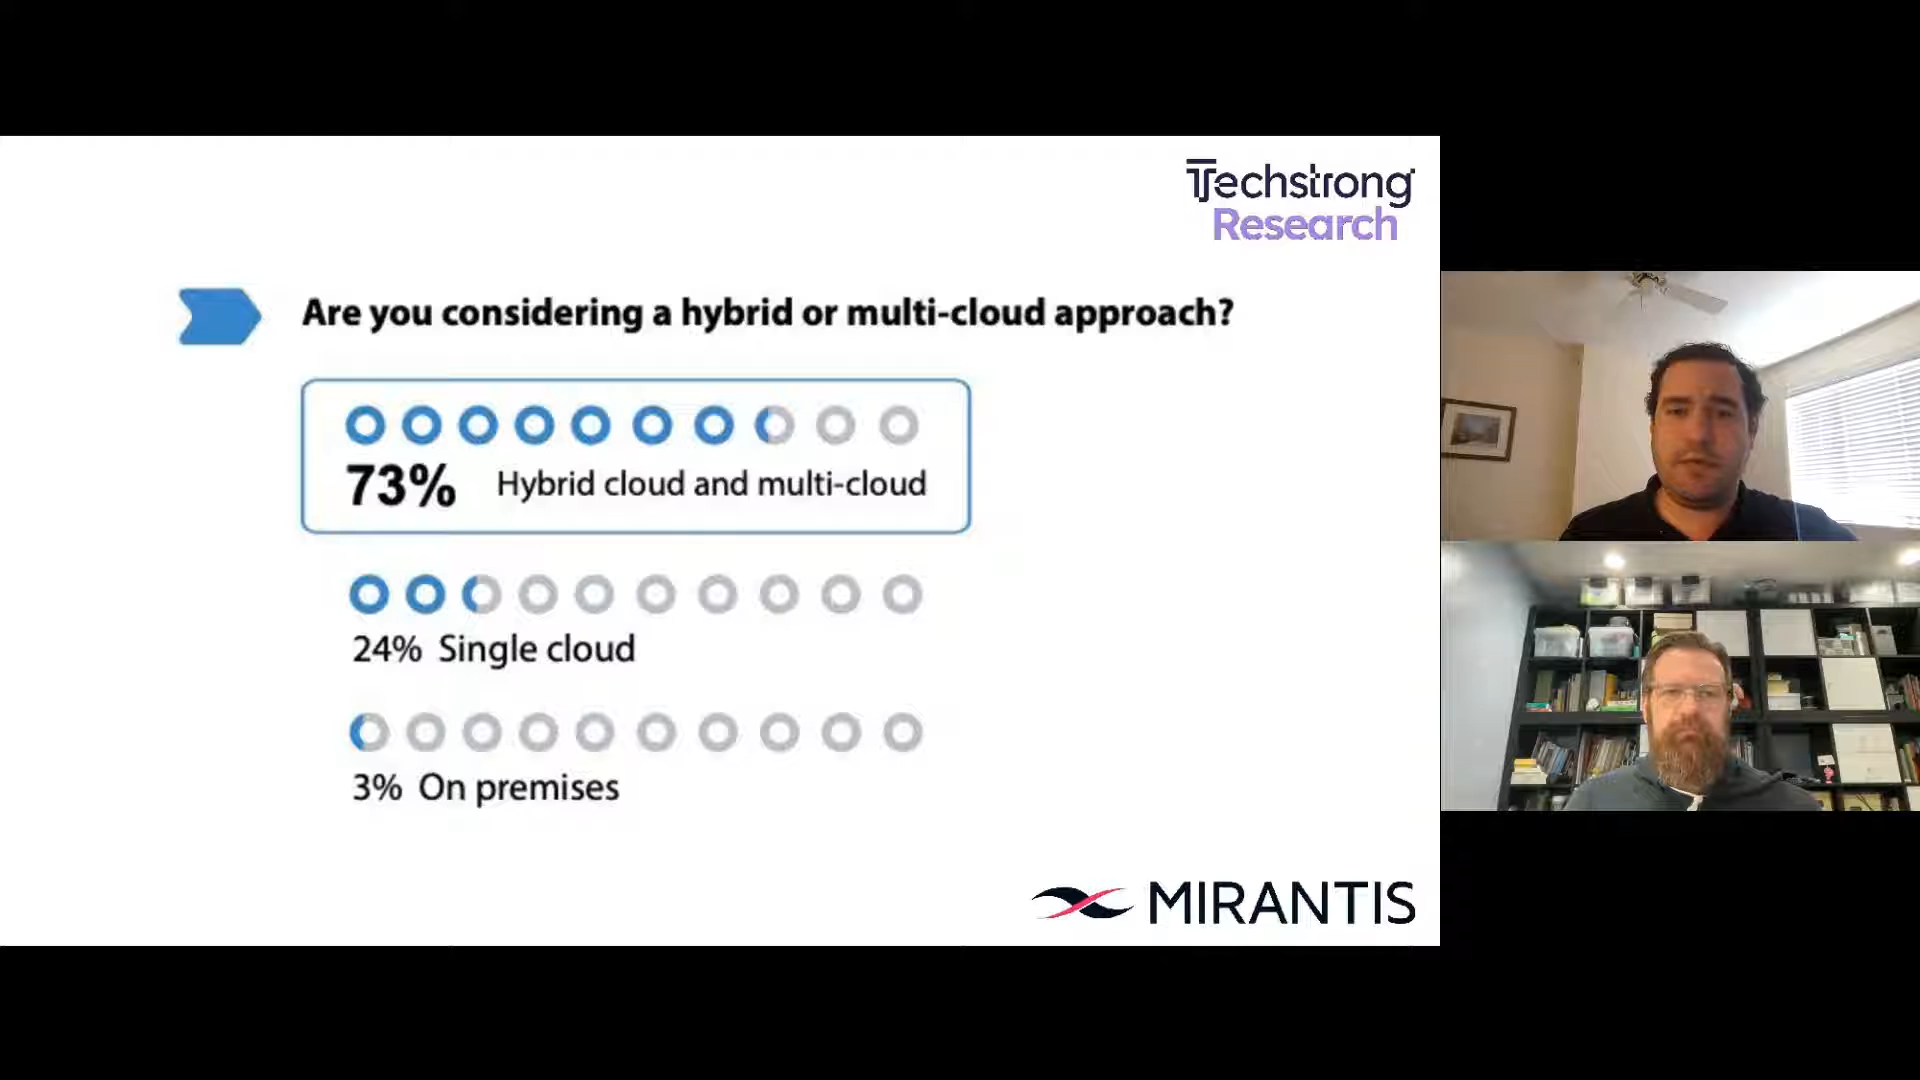 Techstrong
Research
Are you considering a hybrid or multi-cloud approach?
73% Hybrid cloud and multi-cloud
24% Single cloud
3% On premises
MIRANTIS